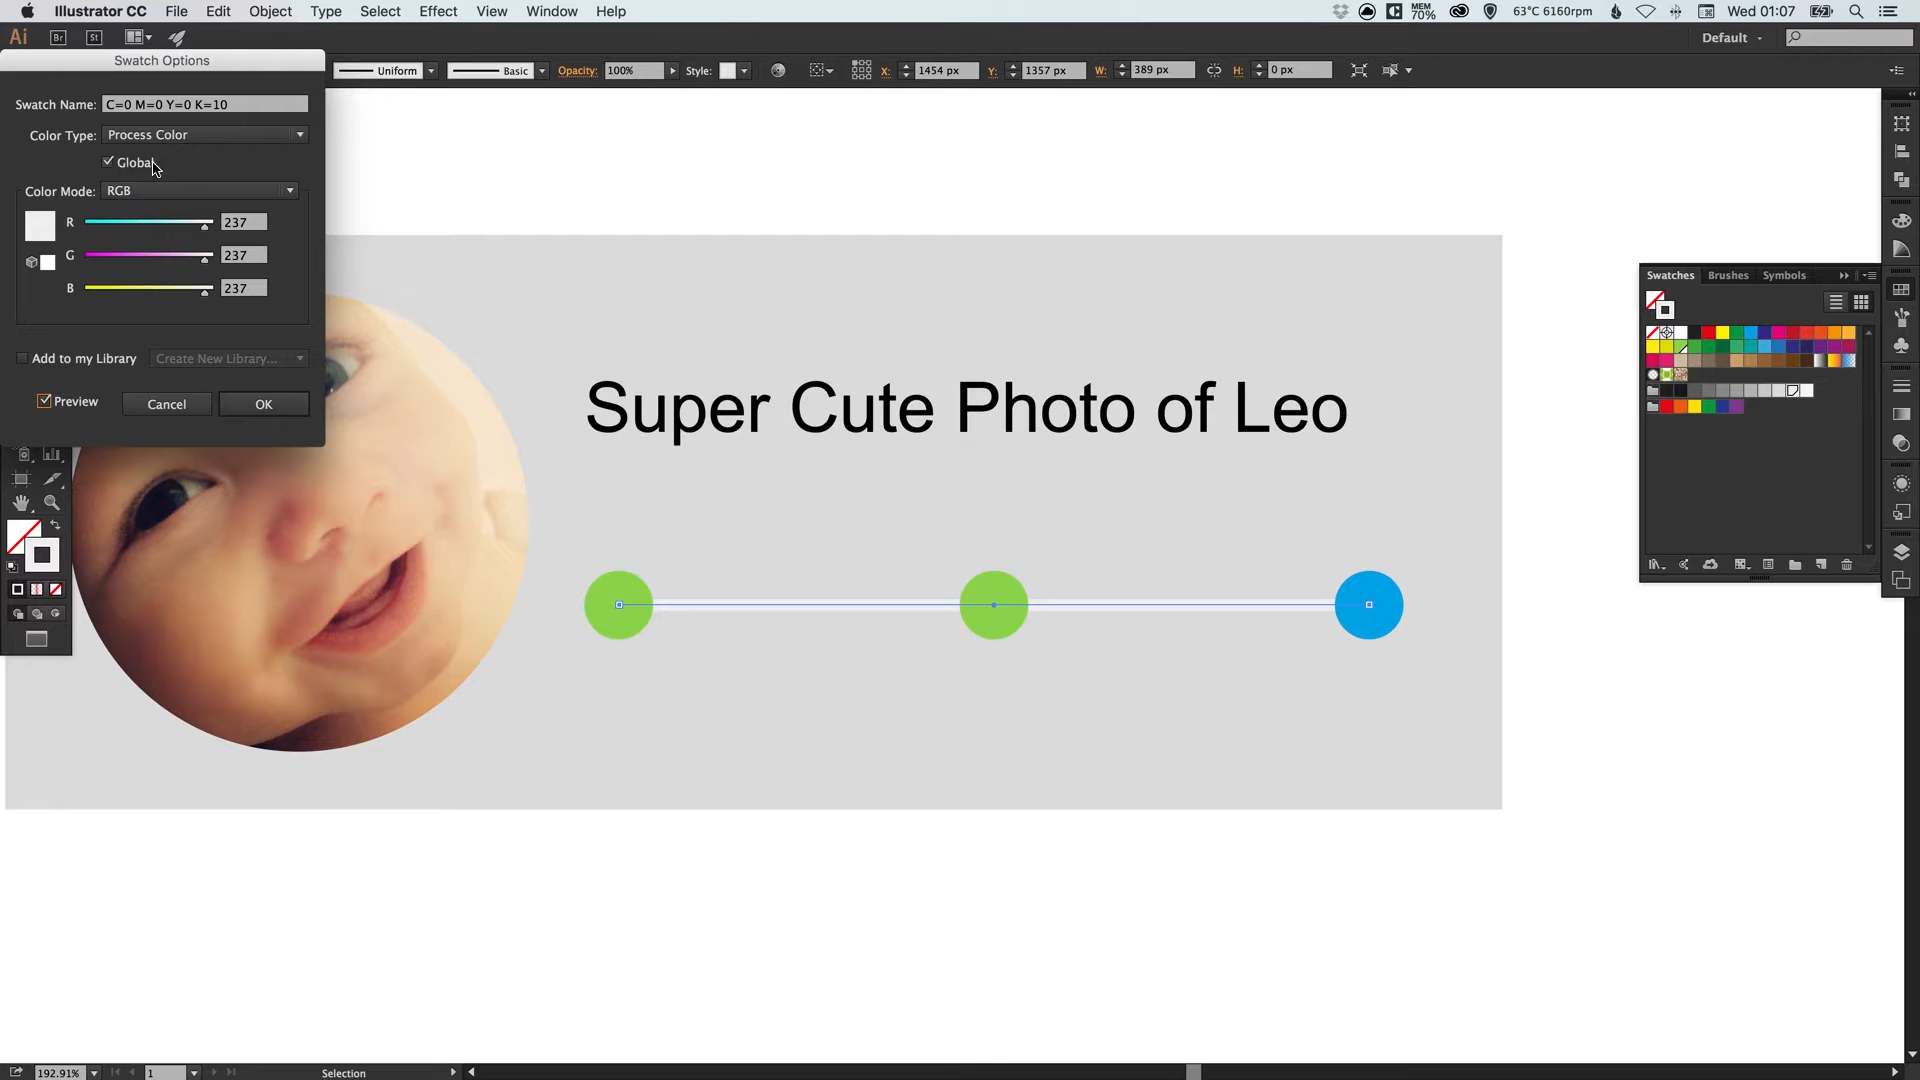 Illustrator CC File Edit Object Type Select Effect View Window Help MEM 70% 63°C 6160rpm Wed 01:07
Ai Br St Default
Swatch Options
Uniform Basic Opacity: 100% Style: X: 1454 px Y: 1357 px W: 389 px H: 0 px
Swatch Name: C=0 M=0 Y=0 K=10
Color Type: Process Color
Global
Color Mode: RGB
R 237
G 237
B 237
Add to my Library Create New Library...
Preview Cancel OK
Swatches Brushes Symbols
Super Cute Photo of Leo
192.91% 1 Selection